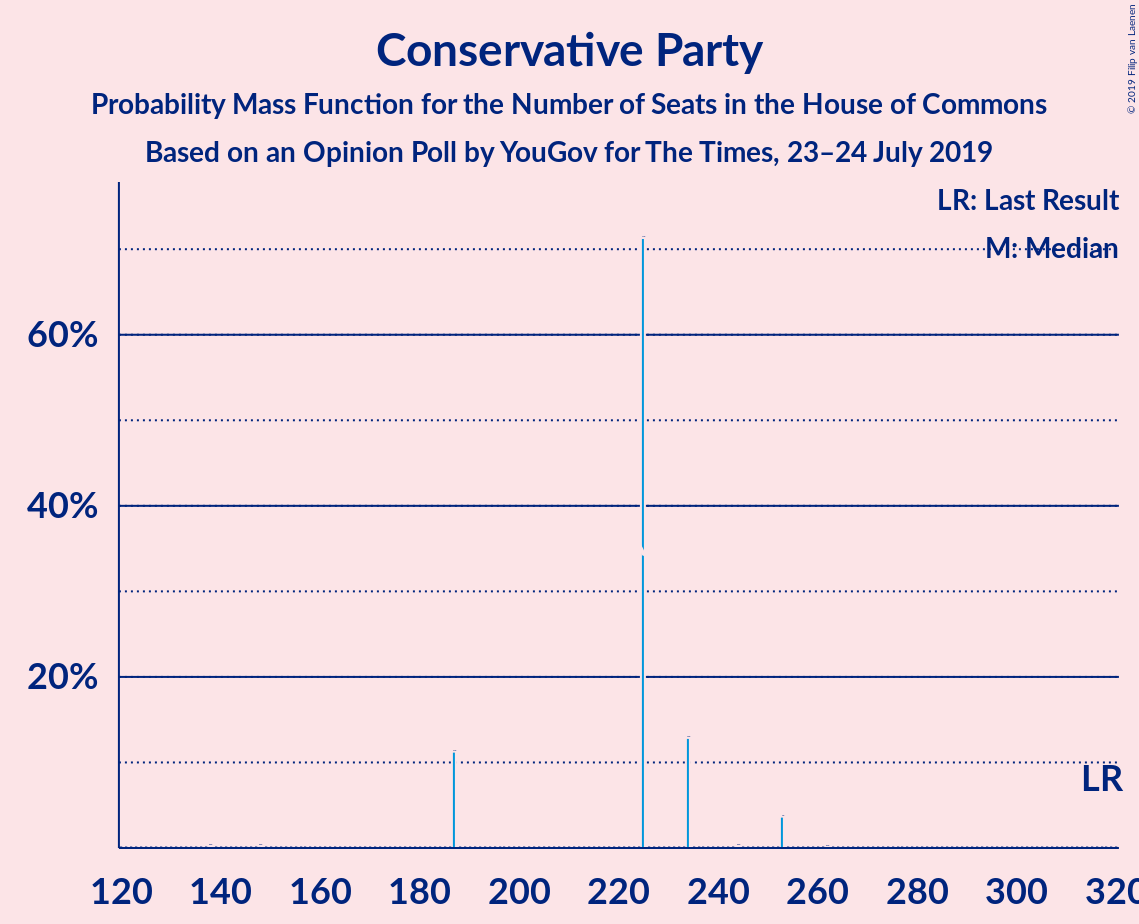 Conservative Party
Probability Mass Function for the Number of Seats in the House of Commons
Based on an Opinion Poll by YouGov for The Times, 23–24 July 2019
© 2019 Filip van Laenen
LR: Last Result
M: Median
60%
40%
20%
LR
120 140 160 180 200 220 240 260 280 300 320